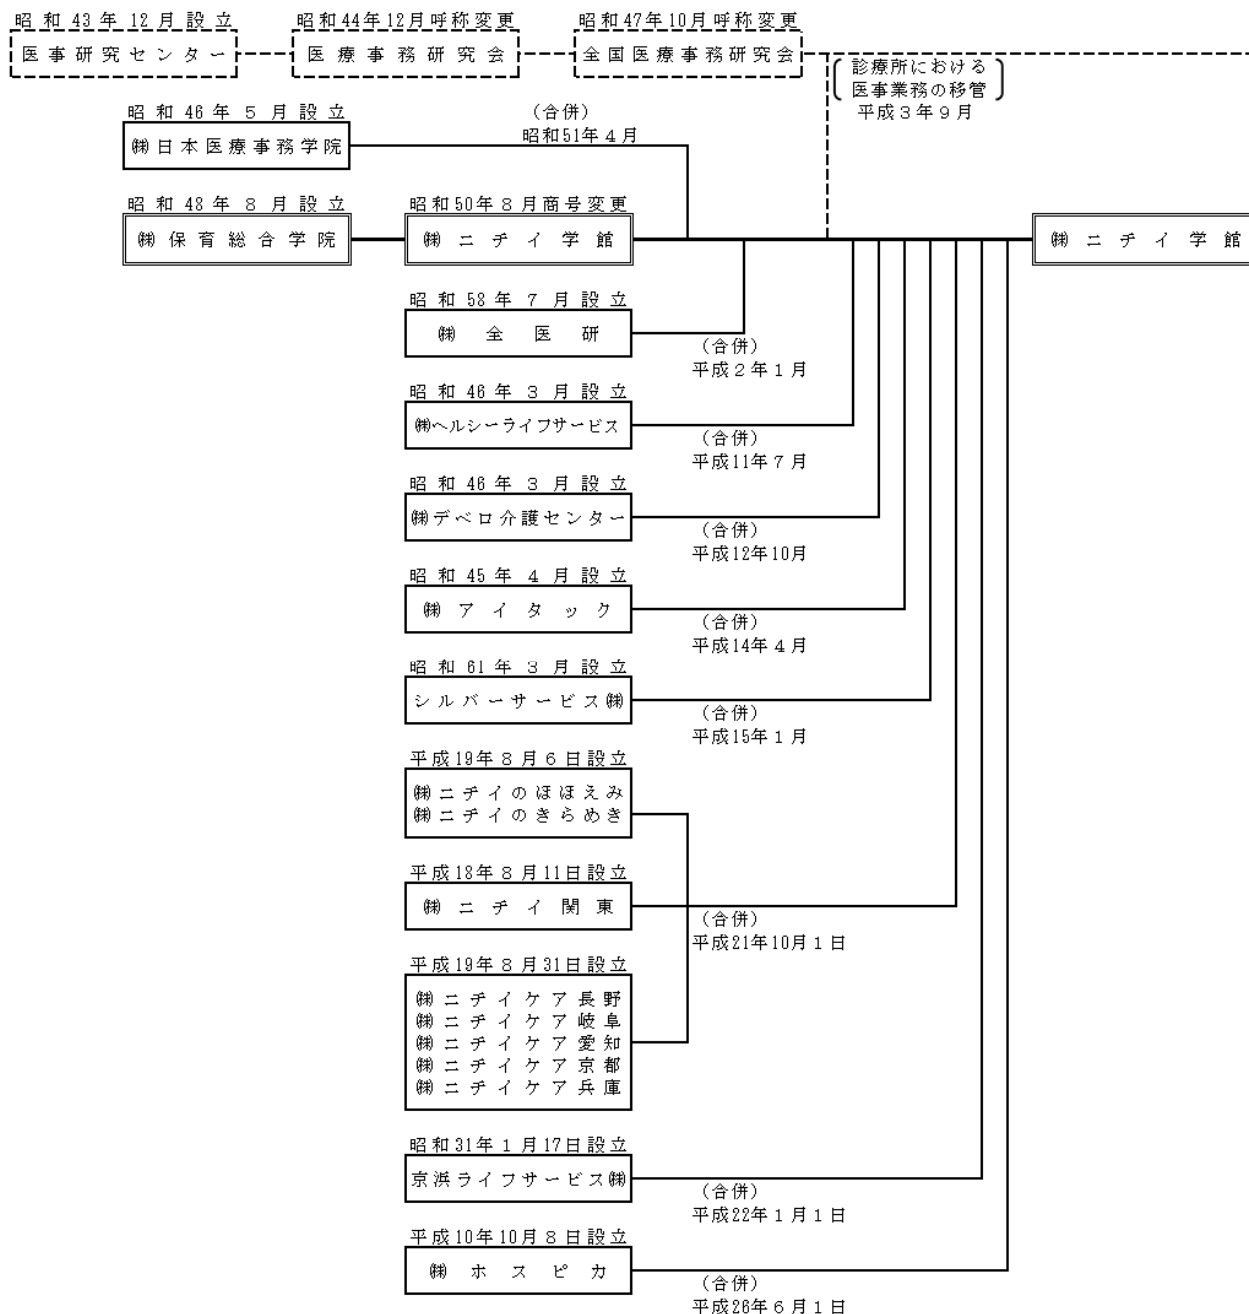 昭和43年12月設立
昭和44年12月呼称変更
昭和47年10月呼称変更
医事研究センター
医療事務研究会
全国医療事務研究会
診療所における
医事業務の移管
平成3年9月
昭和46年5月設立
(合併)
昭和51年4月
㈱日本医療事務学院
昭和48年8月設立
昭和50年8月商号変更
㈱保育総合学院
㈱ニチイ学館
㈱ニチイ学館
昭和58年7月設立
㈱全医研
(合併)
平成2年1月
昭和46年3月設立
㈱ヘルシーライフサービス
(合併)
平成11年7月
昭和46年3月設立
㈱デベロ介護センター
(合併)
平成12年10月
昭和45年4月設立
㈱アイタック
(合併)
平成14年4月
昭和61年3月設立
シルバーサービス㈱
(合併)
平成15年1月
平成19年8月6日設立
㈱ニチイのほほえみ
㈱ニチイのきらめき
平成18年8月11日設立
㈱ニチイ関東
(合併)
平成21年10月1日
平成19年8月31日設立
㈱ニチイケア長野
㈱ニチイケア岐阜
㈱ニチイケア愛知
㈱ニチイケア京都
㈱ニチイケア兵庫
昭和31年1月17日設立
京浜ライフサービス㈱
(合併)
平成22年1月1日
平成10年10月8日設立
㈱ホスピカ
(合併)
平成26年6月1日